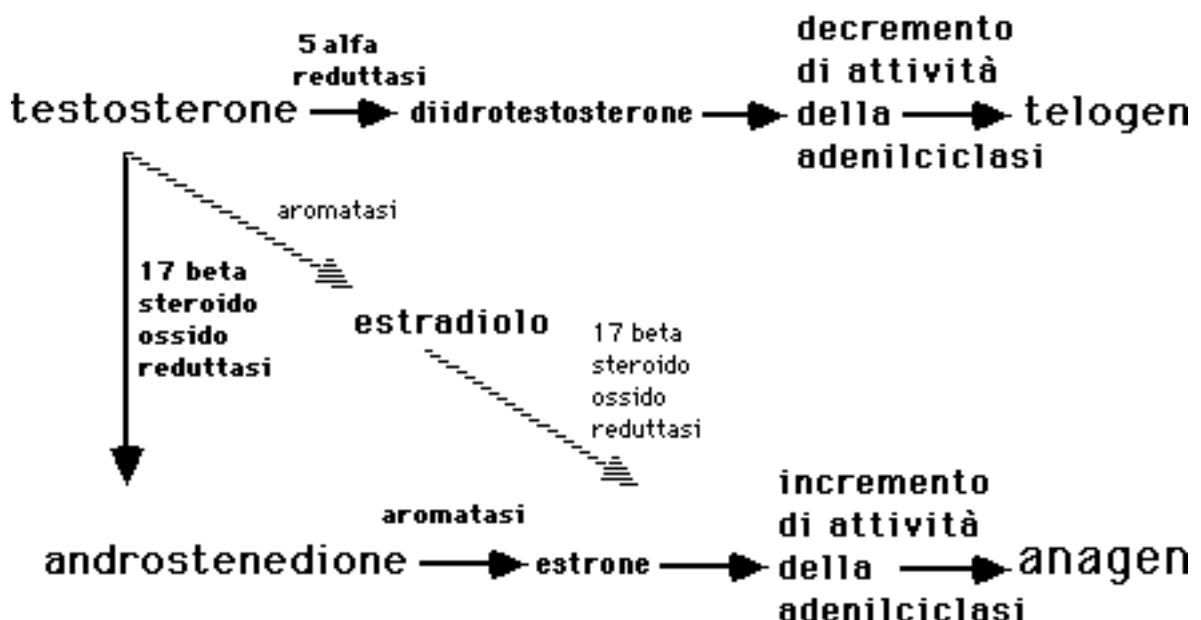 5 alfa
reduttasi
testosterone
diidrotestosterone
decremento
di attività
della
adenilciclasi
telogen
aromatasi
17 beta
steroido
ossido
reduttasi
estradiolo
17 beta
steroido
ossido
reduttasi
androstenedione
aromatasi
estrone
incremento
di attività
della
adenilciclasi
anagen